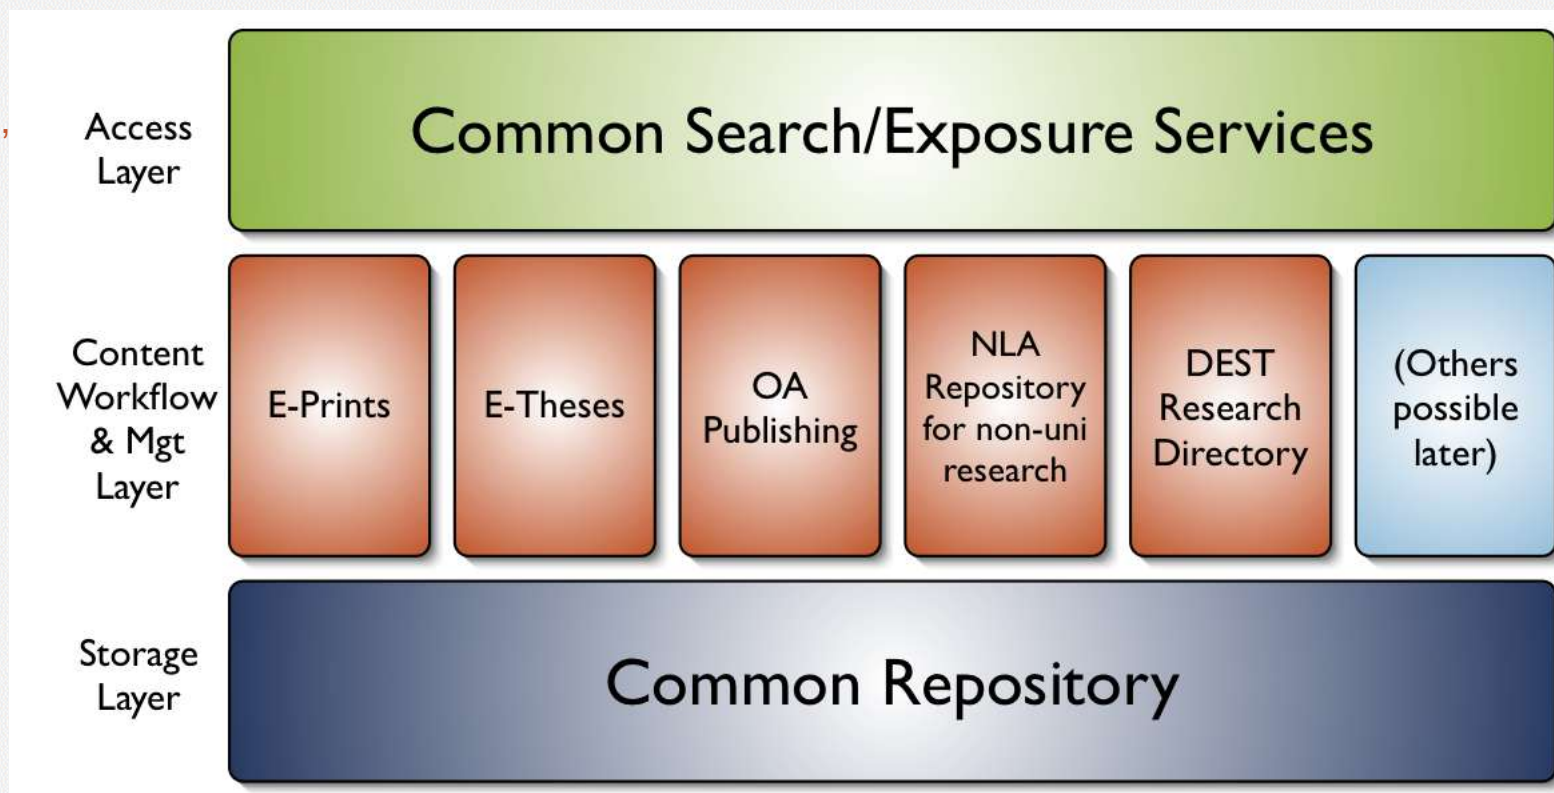 Access
Layer
Common Search/Exposure Services
Content
Workflow
& Mgt
Layer
E-Prints
E-Theses
OA
Publishing
NLA
Repository
for non-uni
research
DEST
Research
Directory
(Others
possible
later)
Storage
Layer
Common Repository